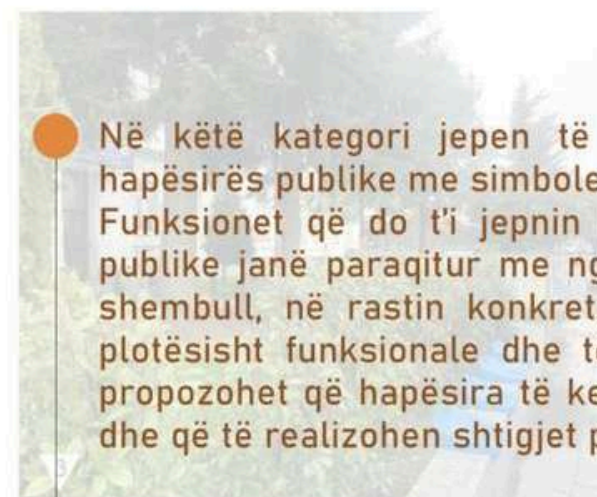 Në këtë kategori jepen të
hapësirës publike me simbole
Funksionet që do t'i jepnin
publike janë paraqitur me ng
shembull, në rastin konkret
plotësisht funksionale dhe t
propozohet që hapësira të ke
dhe që të realizohen shtigjet p
3